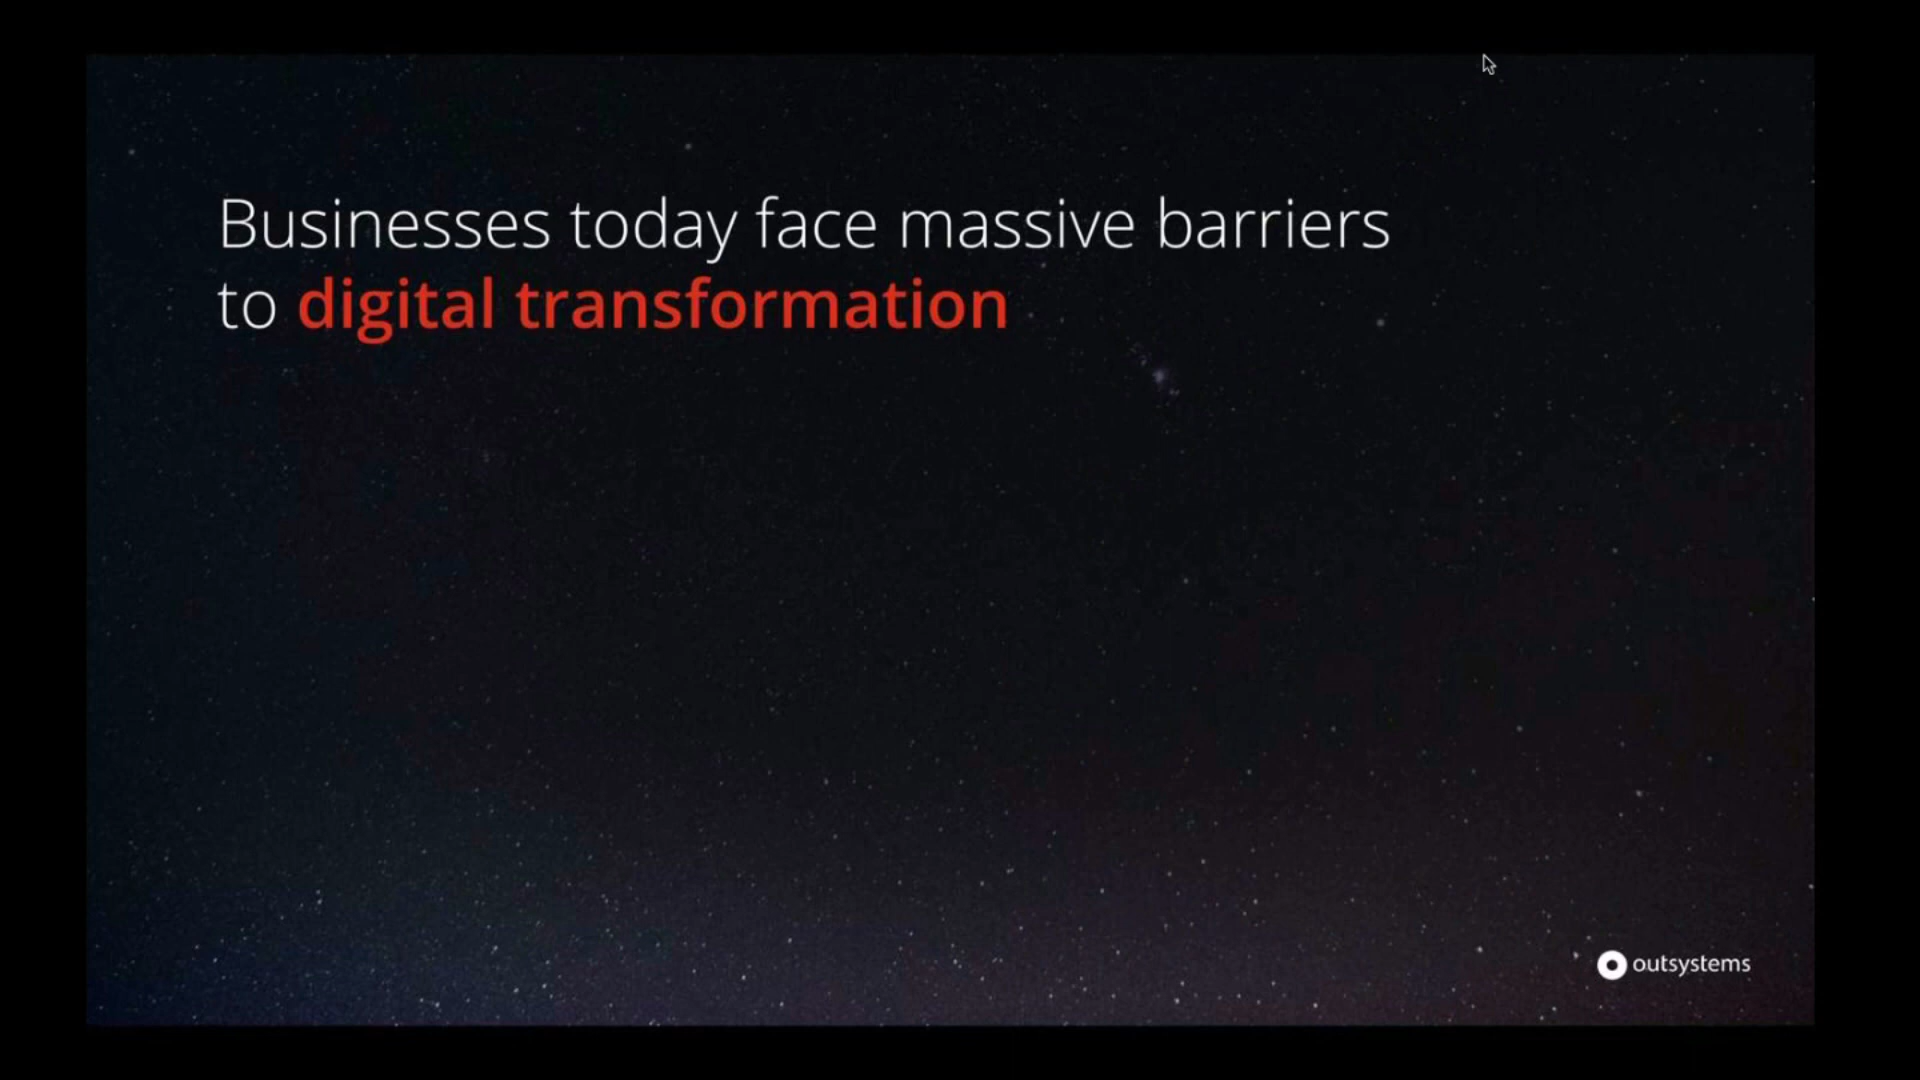 Businesses today face massive barriers
to digital transformation
outsystems